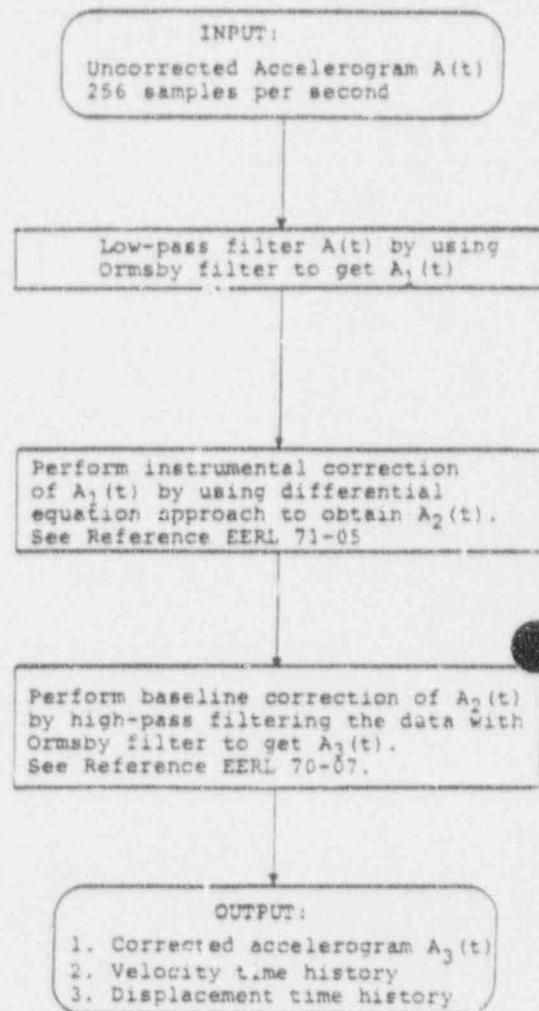 INPUT:
Uncorrected Accelerogram A(t)
256 samples per second
Low-pass filter A(t) by using
Ormsby filter to get A₁(t)
Perform instrumental correction
of A₁(t) by using differential
equation approach to obtain A₂(t).
See Reference EERL 71-05
Perform baseline correction of A₂(t)
by high-pass filtering the data with
Ormsby filter to get A₃(t).
See Reference EERL 70-07.
OUTPUT:
1. Corrected accelerogram A₃(t)
2. Velocity time history
3. Displacement time history